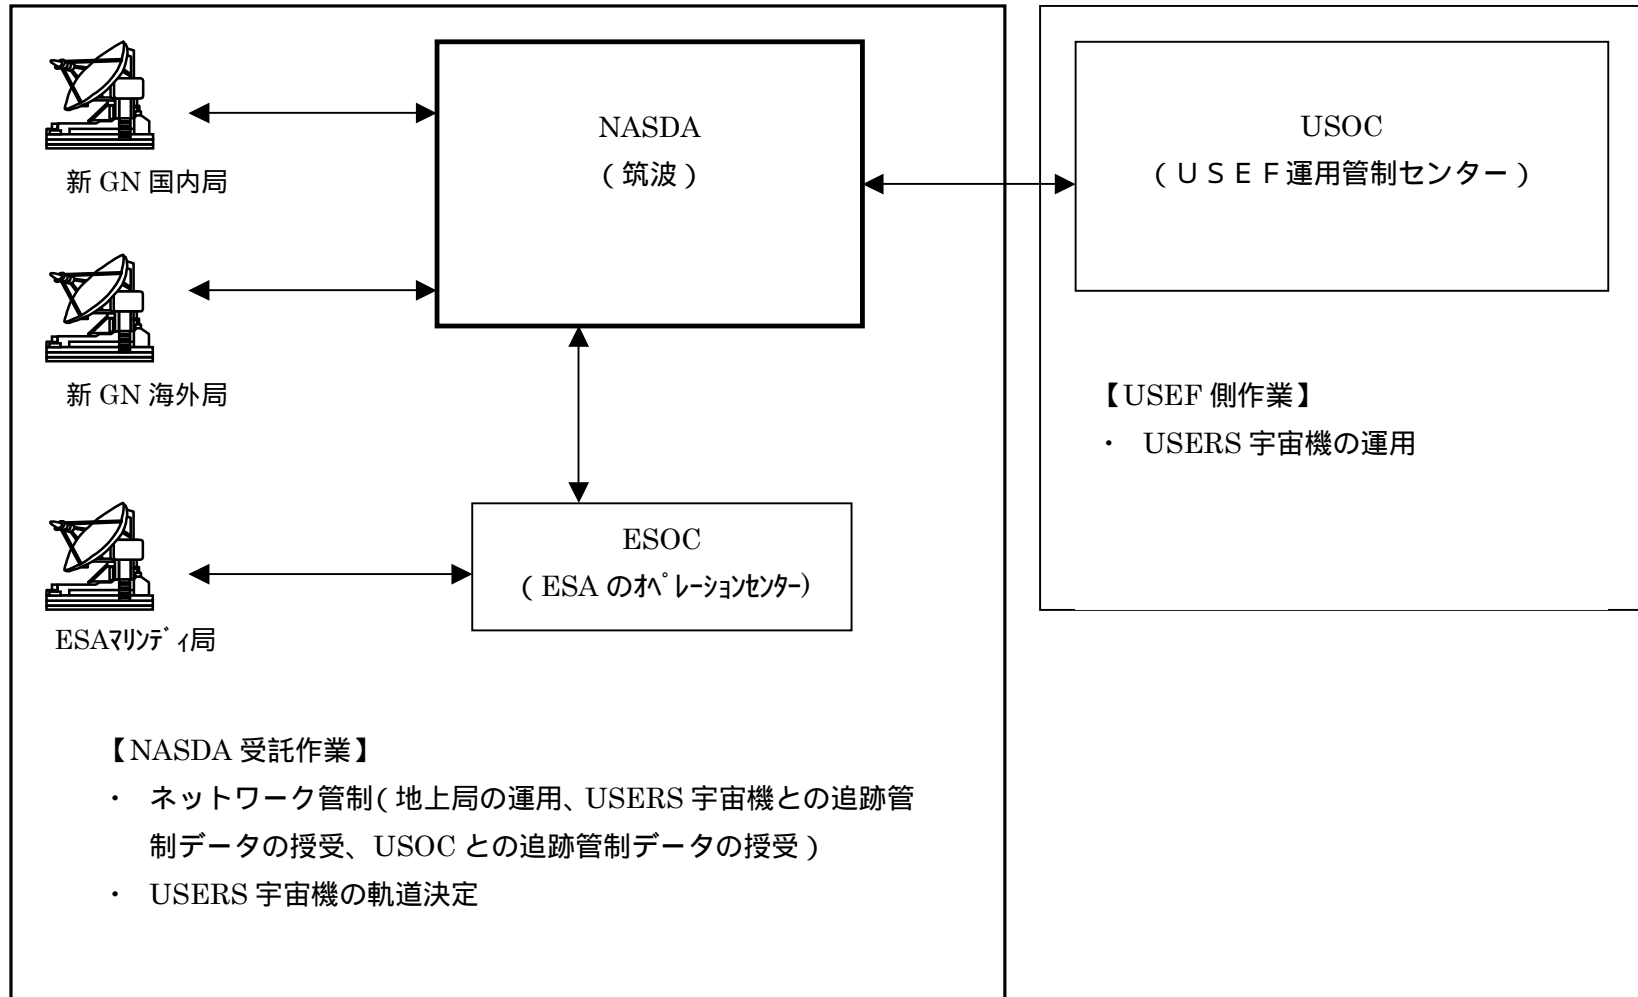 新 GN 国内局
NASDA
(筑波)
USOC
(USEF運用管制センター)
新 GN 海外局
【USEF 側作業】
・ USERS 宇宙機の運用
ESOC
(ESA のオペレーションセンター)
ESAマリンディ局
【NASDA 受託作業】
・ ネットワーク管制(地上局の運用、USERS 宇宙機との追跡管
制データの授受、USOC との追跡管制データの授受)
・ USERS 宇宙機の軌道決定